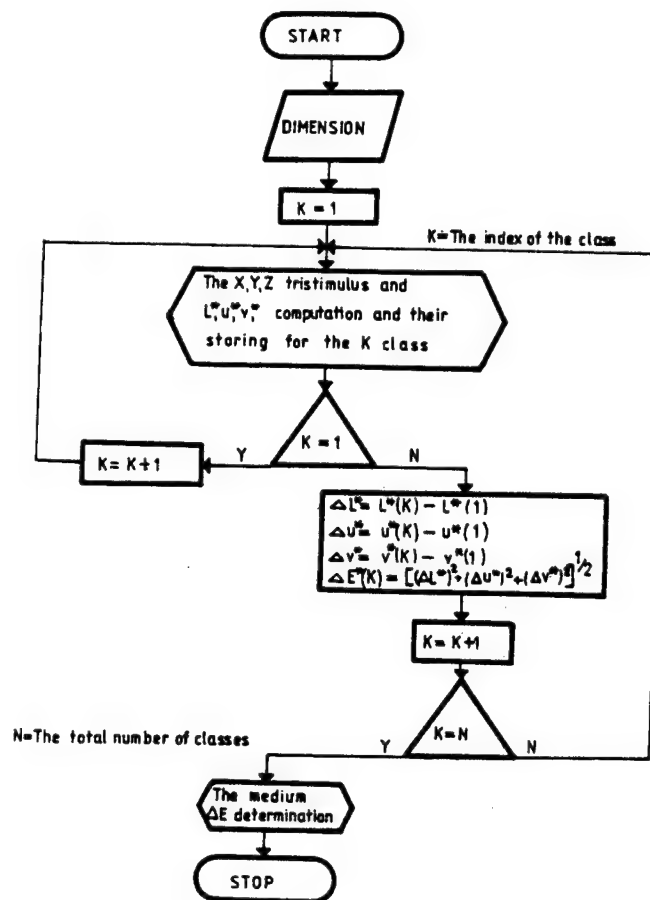 START
DIMENSION
K = 1
K=The index of the class
The X,Y,Z tristimulus and
L*,u*,v* computation and their
storing for the K class
K = 1
Y
N
K = K+1
ΔL* = L*(K) - L*(1)
Δu* = u*(K) - u*(1)
Δv* = v*(K) - v*(1)
ΔE*(K) = [(ΔL*)²+(Δu*)²+(Δv*)²]^1/2
K = K+1
K=N
N=The total number of classes
Y
N
The medium
ΔE determination
STOP